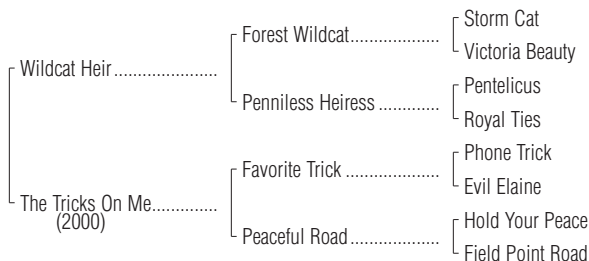 Storm Cat
Forest Wildcat...................
Victoria Beauty
Wildcat Heir......................
Pentelicus
Penniless Heiress .............
Royal Ties
Phone Trick
Favorite Trick ....................
Evil Elaine
The Tricks On Me..............
(2000)
Hold Your Peace
Peaceful Road...................
Field Point Road